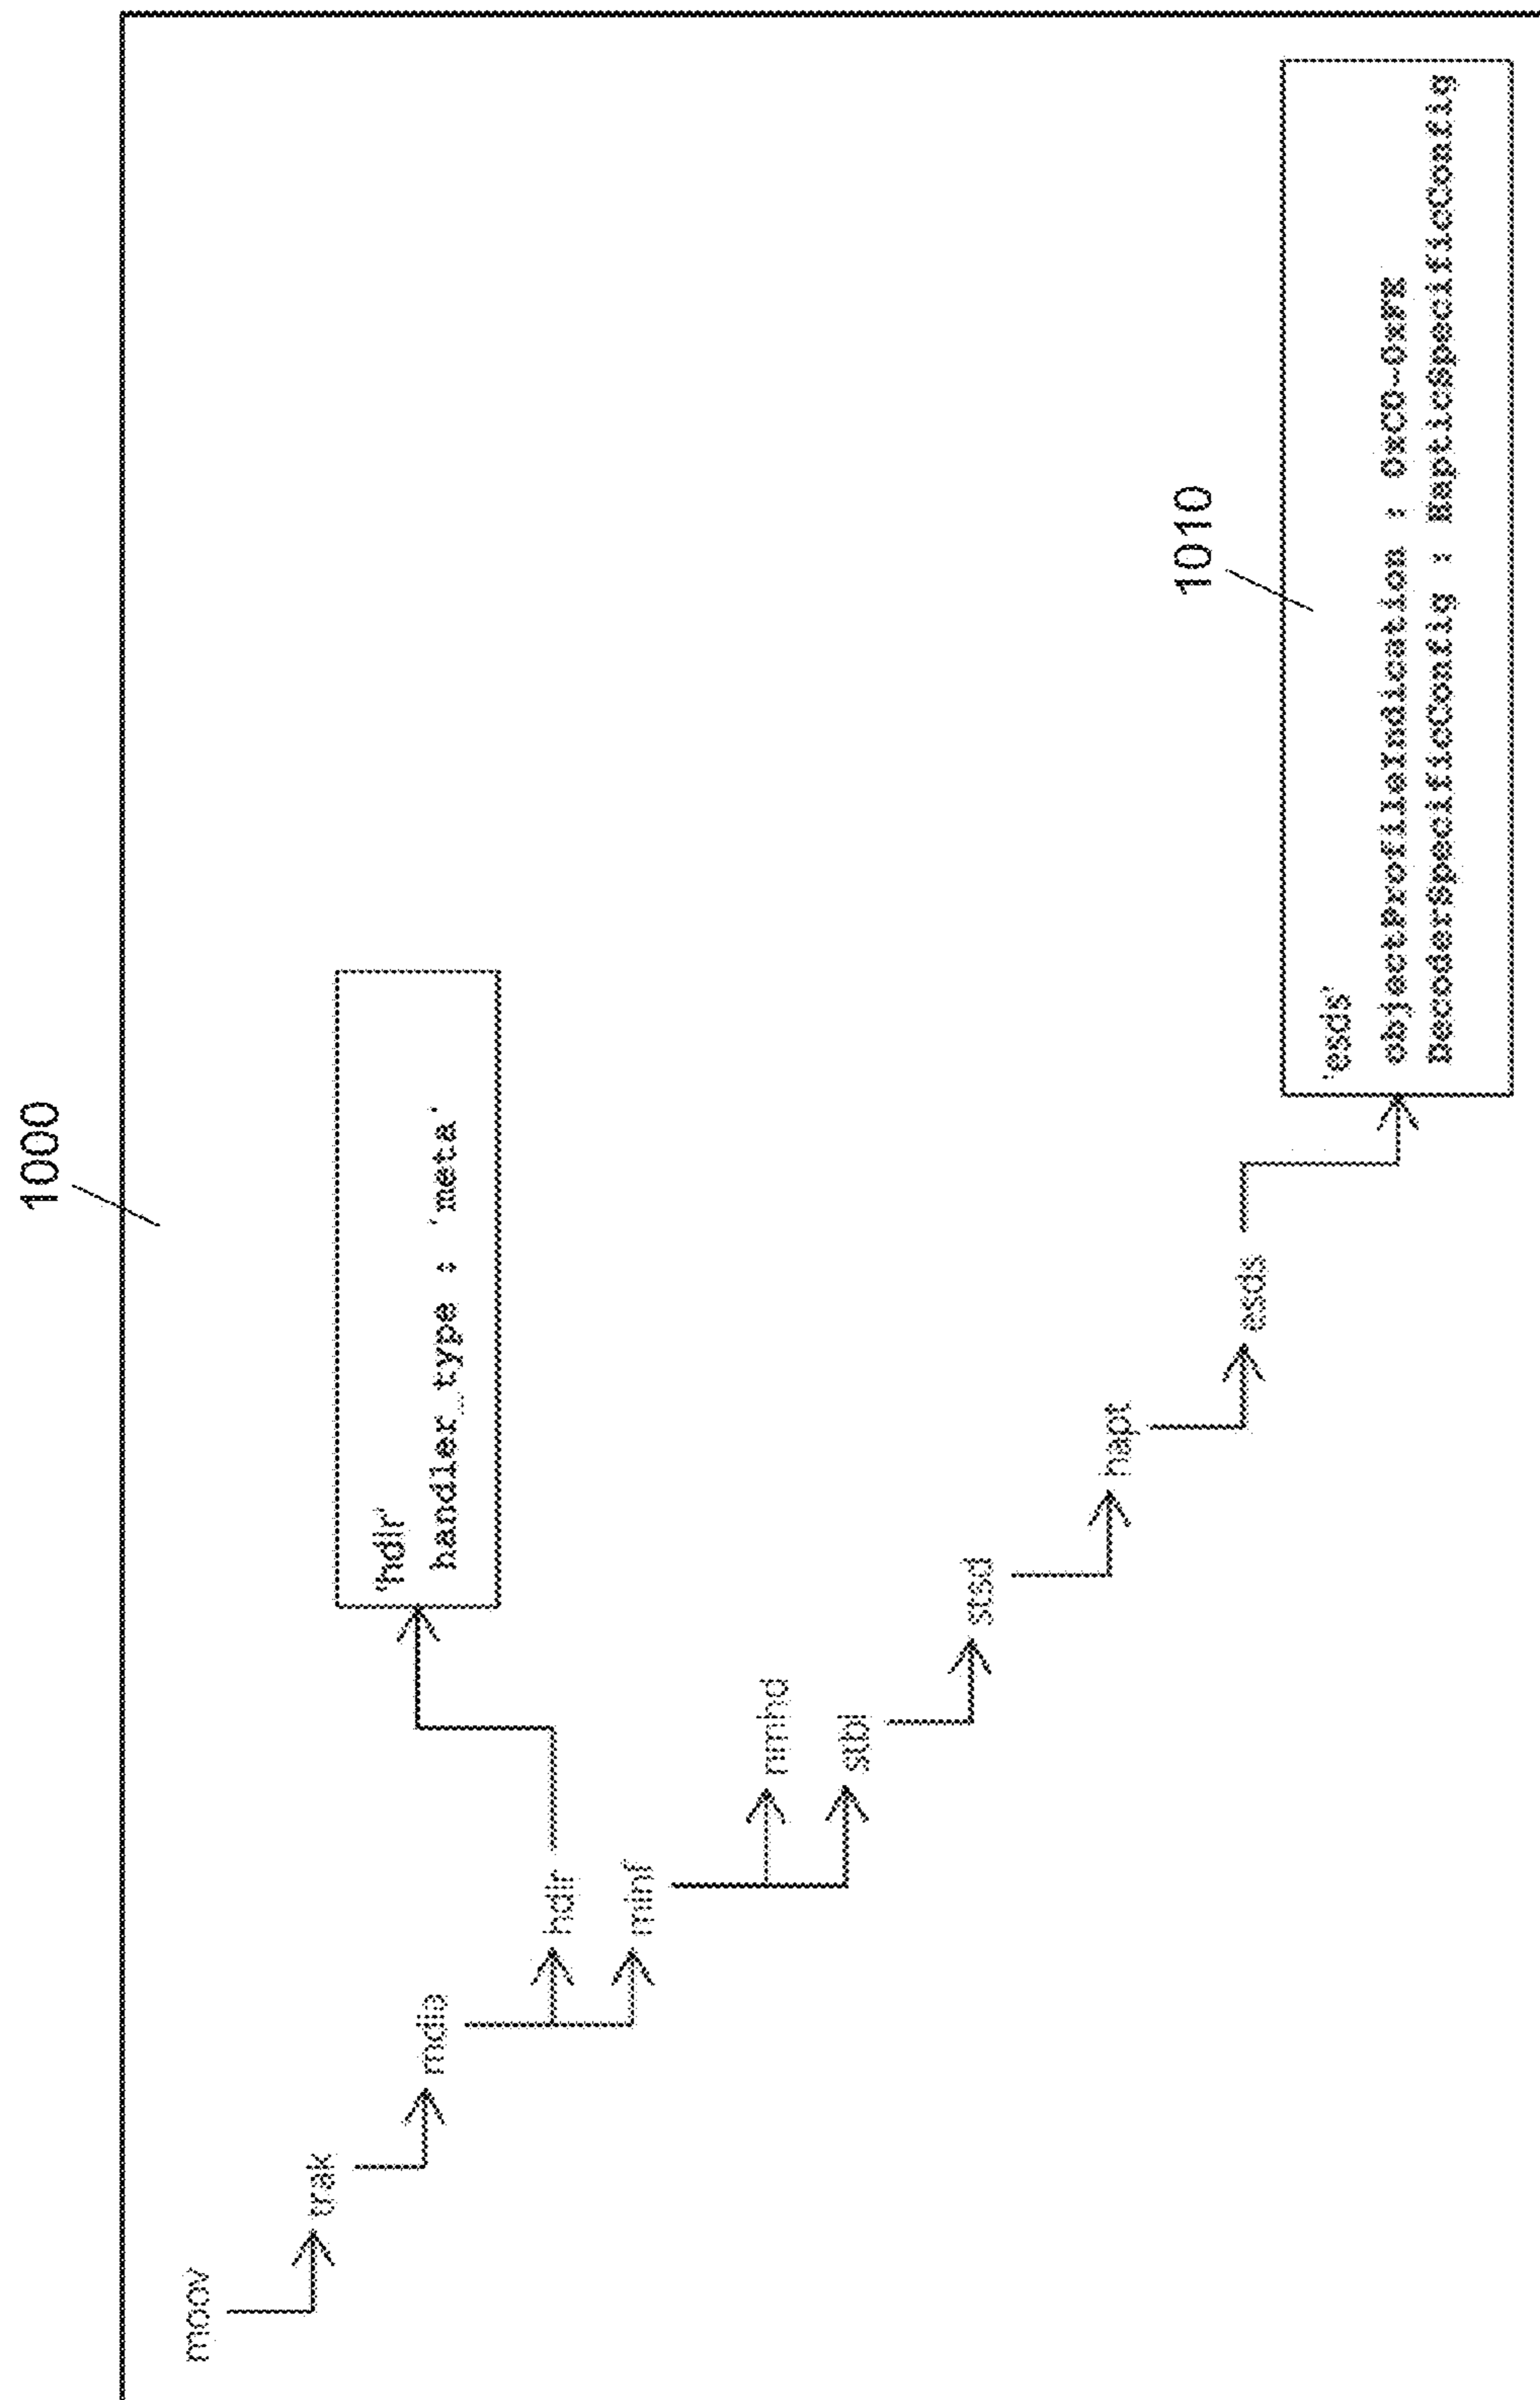 1000
moov
trak
mdia
'hdlr'
handler_type : 'meta'
hdlr
minf
nmhd
stbl
stsd
hapt
esds
1010
'esds'
objectProfileIndication : 0xC0-0xFE
DecoderSpecificConfig : HapticSpecificConfig